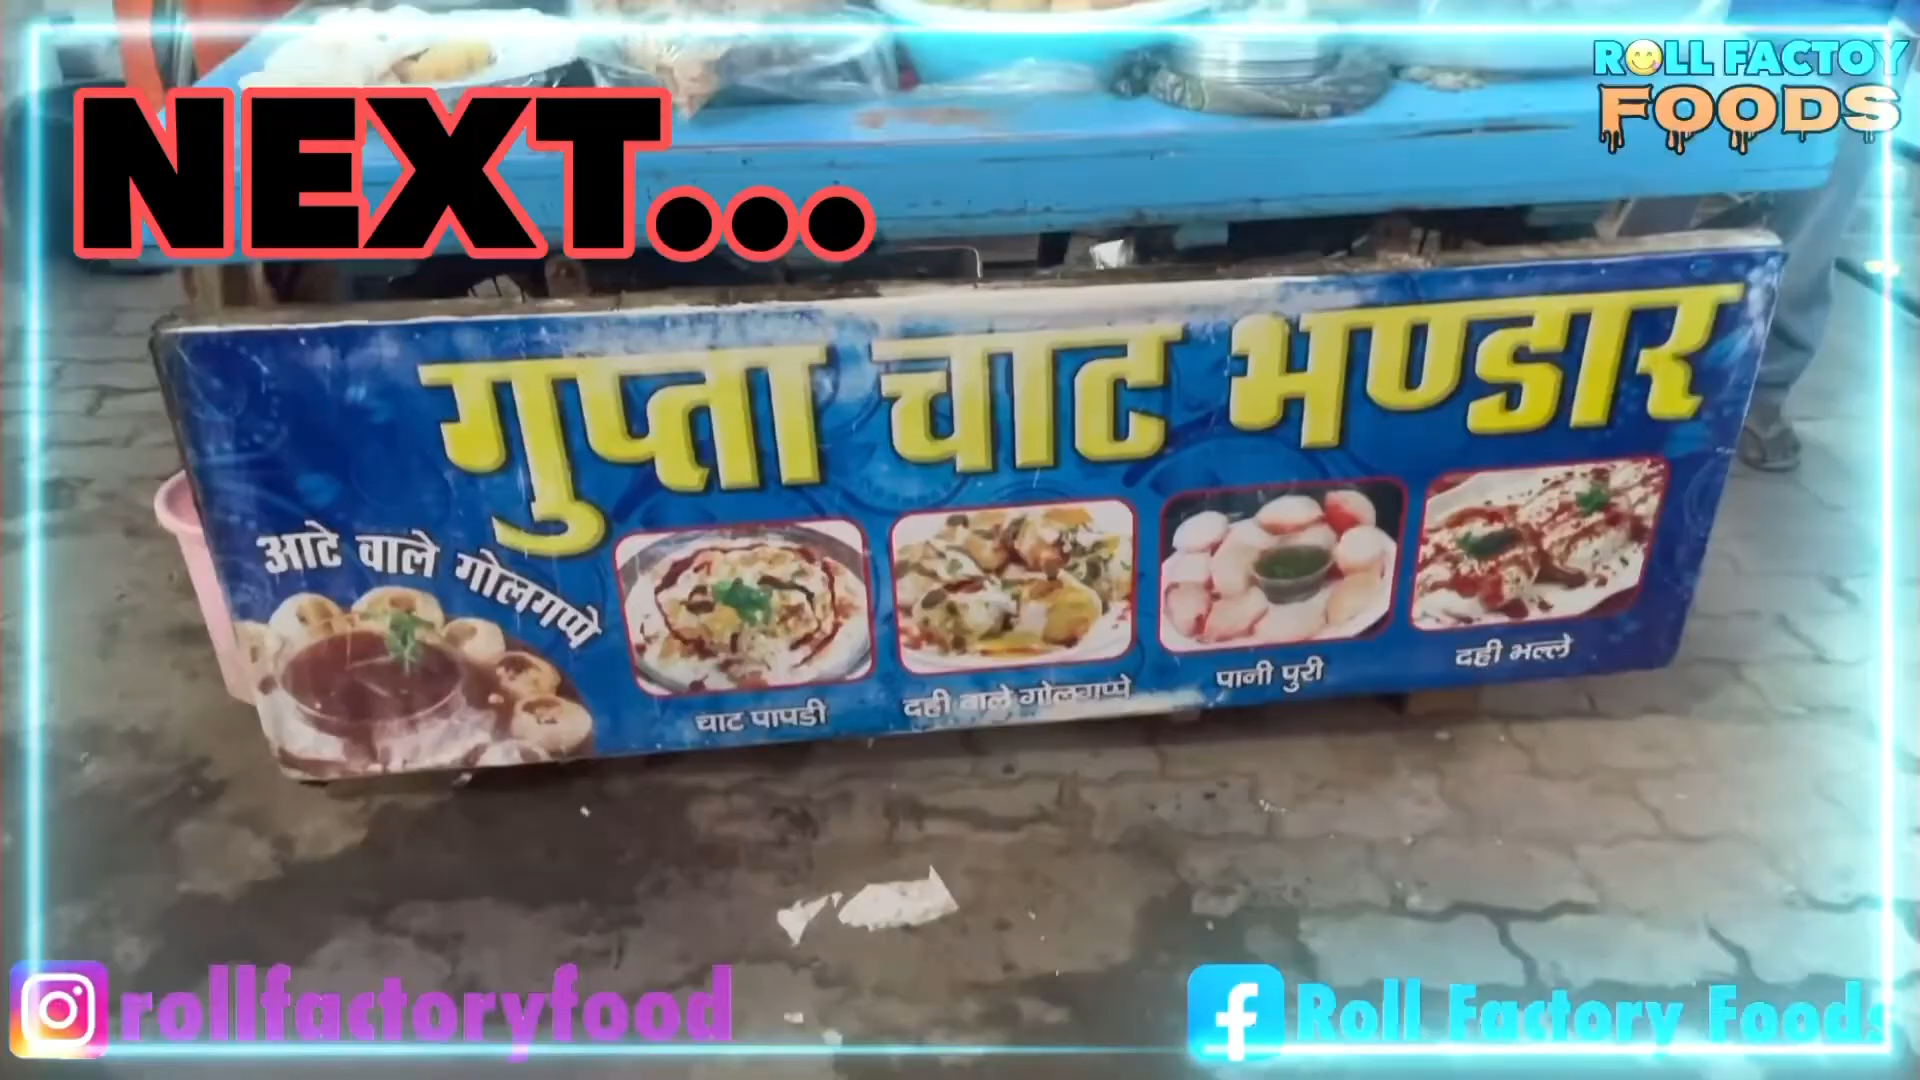 ROLL FACTOY
FOODS
NEXT...
गुप्ता चाट भण्डार
आटे वाले गोलगप्पे
चाट पापडी
दही वाले गोलगप्पे
पानी पुरी
दही भल्ले
rollfactoryfood
Roll Factory Foods